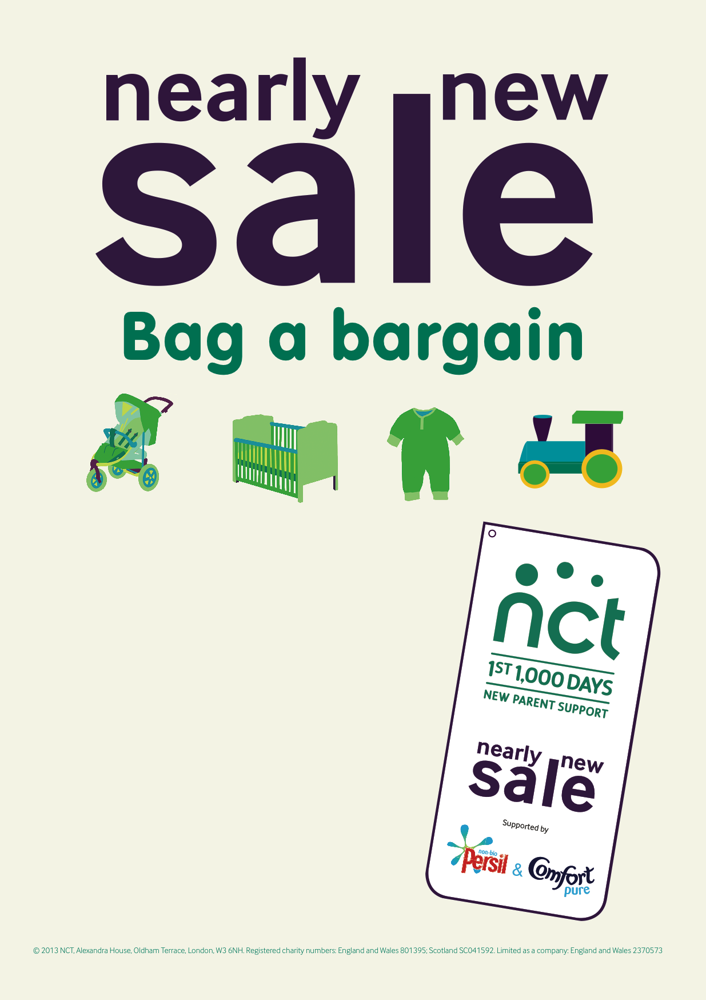 nearly new
sale
Bag a bargain
nct
1ST 1,000 DAYS
NEW PARENT SUPPORT
nearly new
sale
Supported by
non-bio
Persil & Comfort
pure
© 2013 NCT, Alexandra House, Oldham Terrace, London, W3 6NH. Registered charity numbers: England and Wales 801395; Scotland SC041592. Limited as a company: England and Wales 2370573